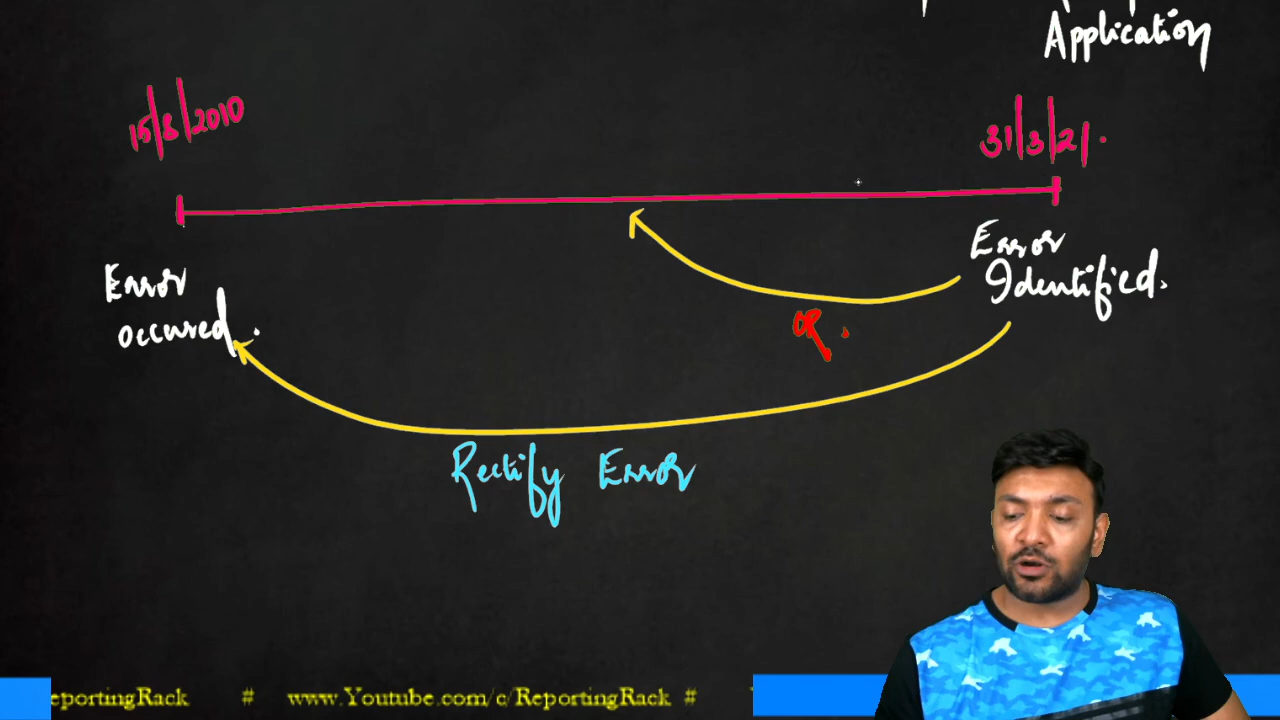 Application
15/8/2010
31/3/21.
Error
occured.
Error
Identified.
OR.
Rectify Error
eportingRack # www.Youtube.com/c/ReportingRack #